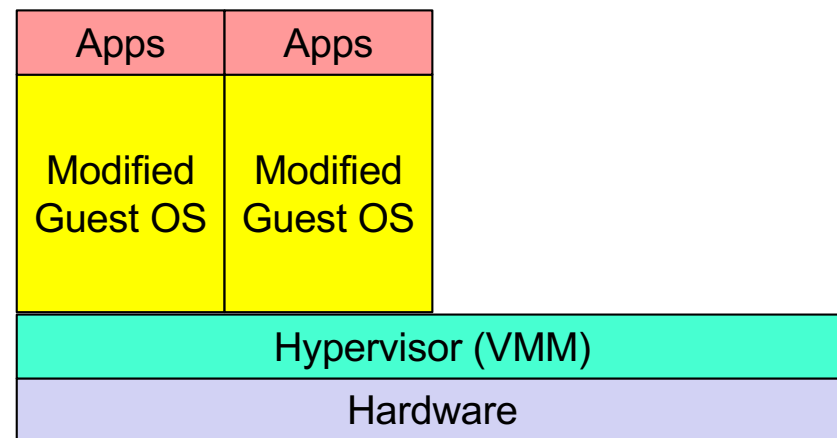 Apps
Apps
Modified
Guest OS
Modified
Guest OS
Hypervisor (VMM)
Hardware